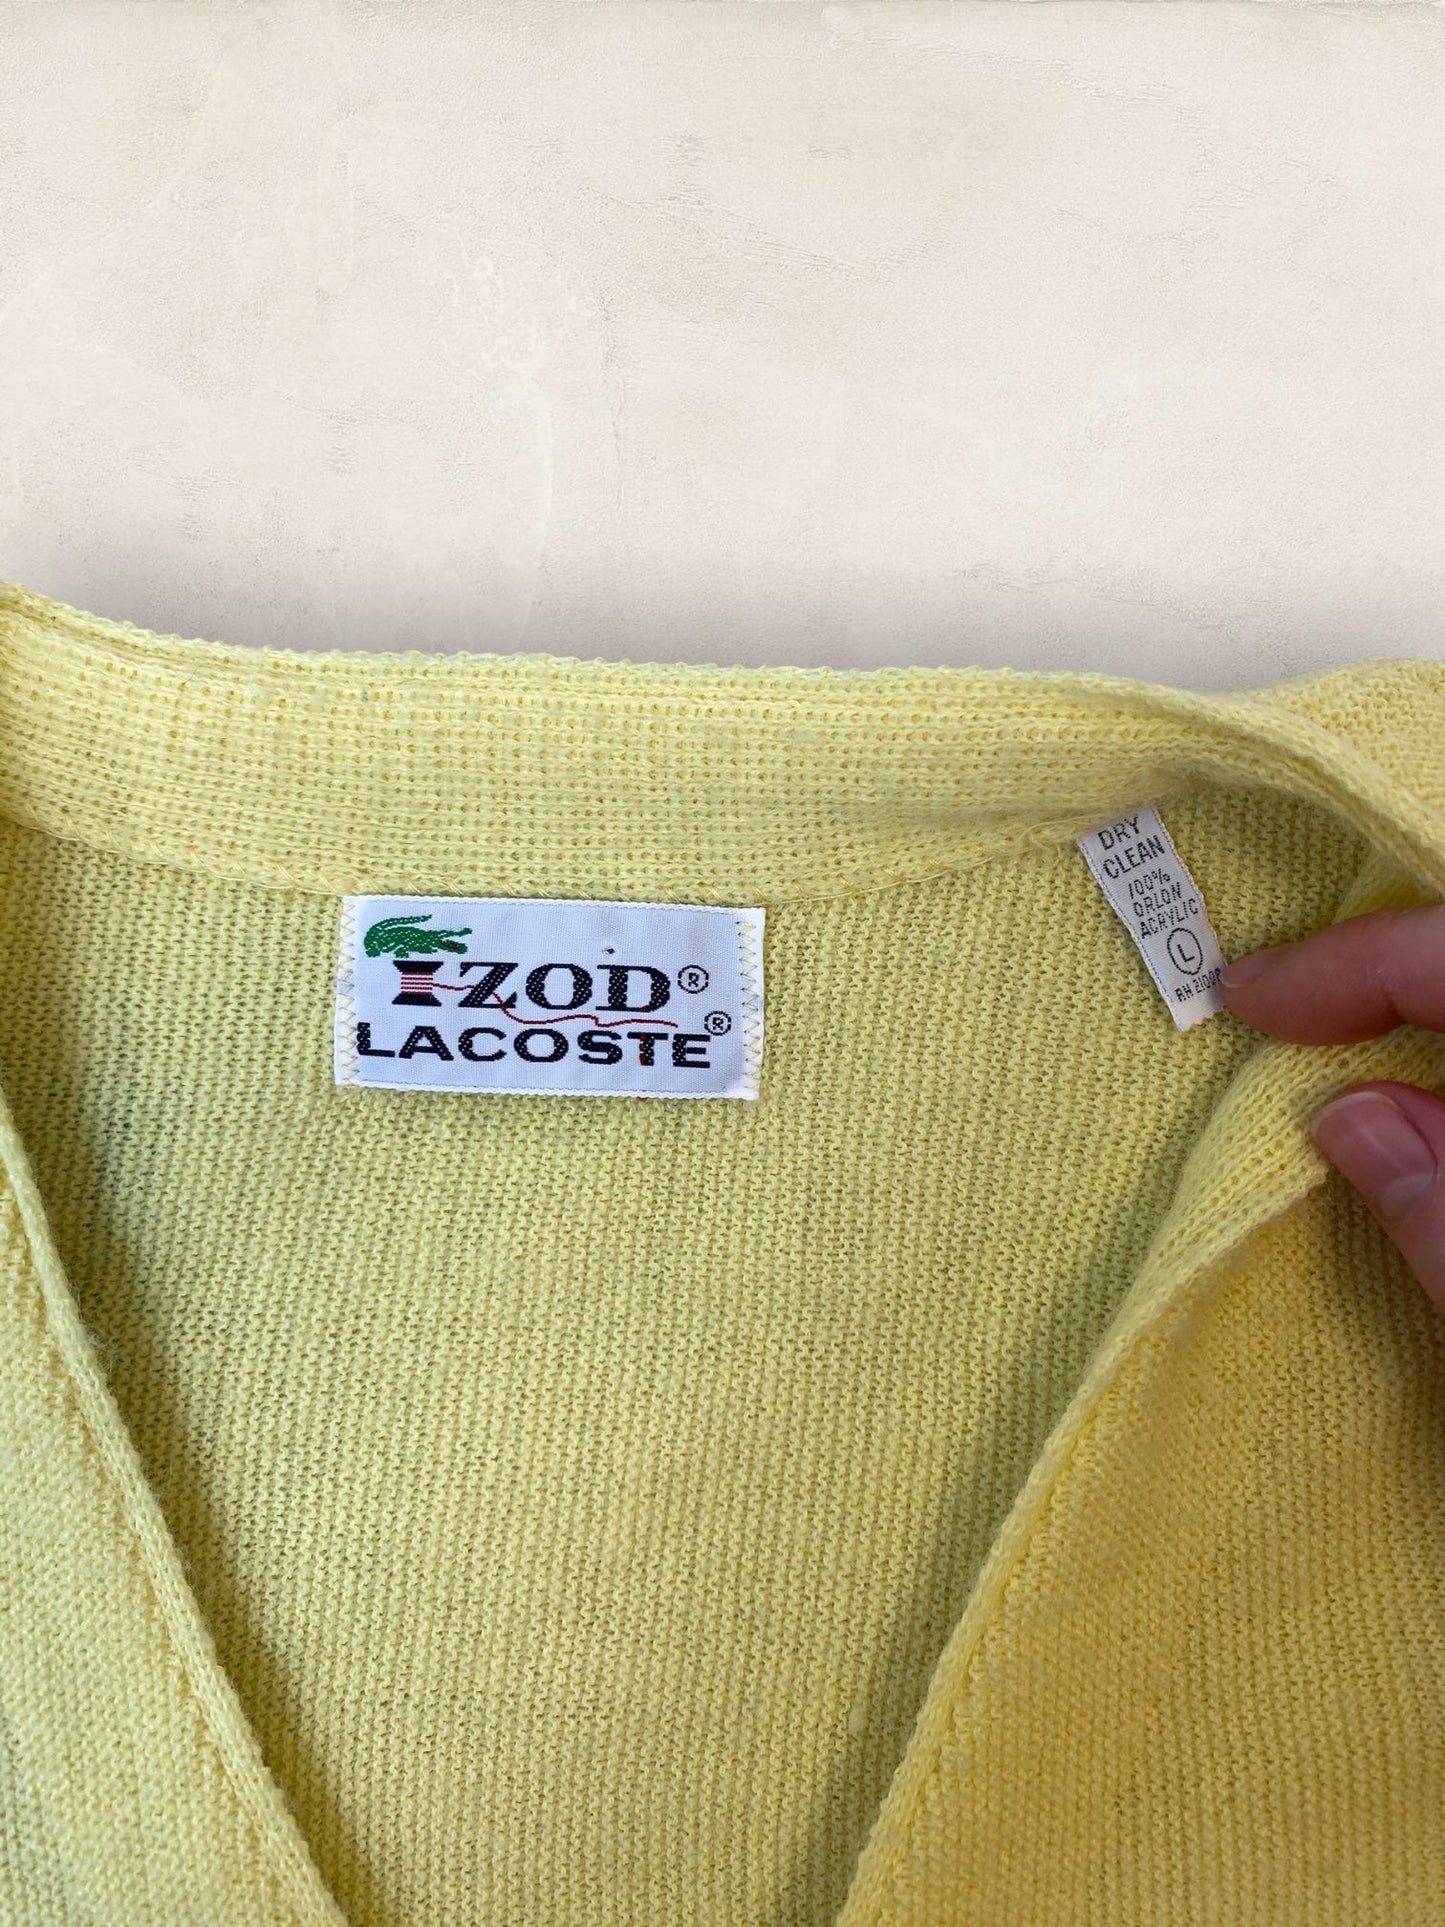 IZOD®
LACOSTE®
DRY
CLEAN
100%
ORLON
ACRYLIC
L